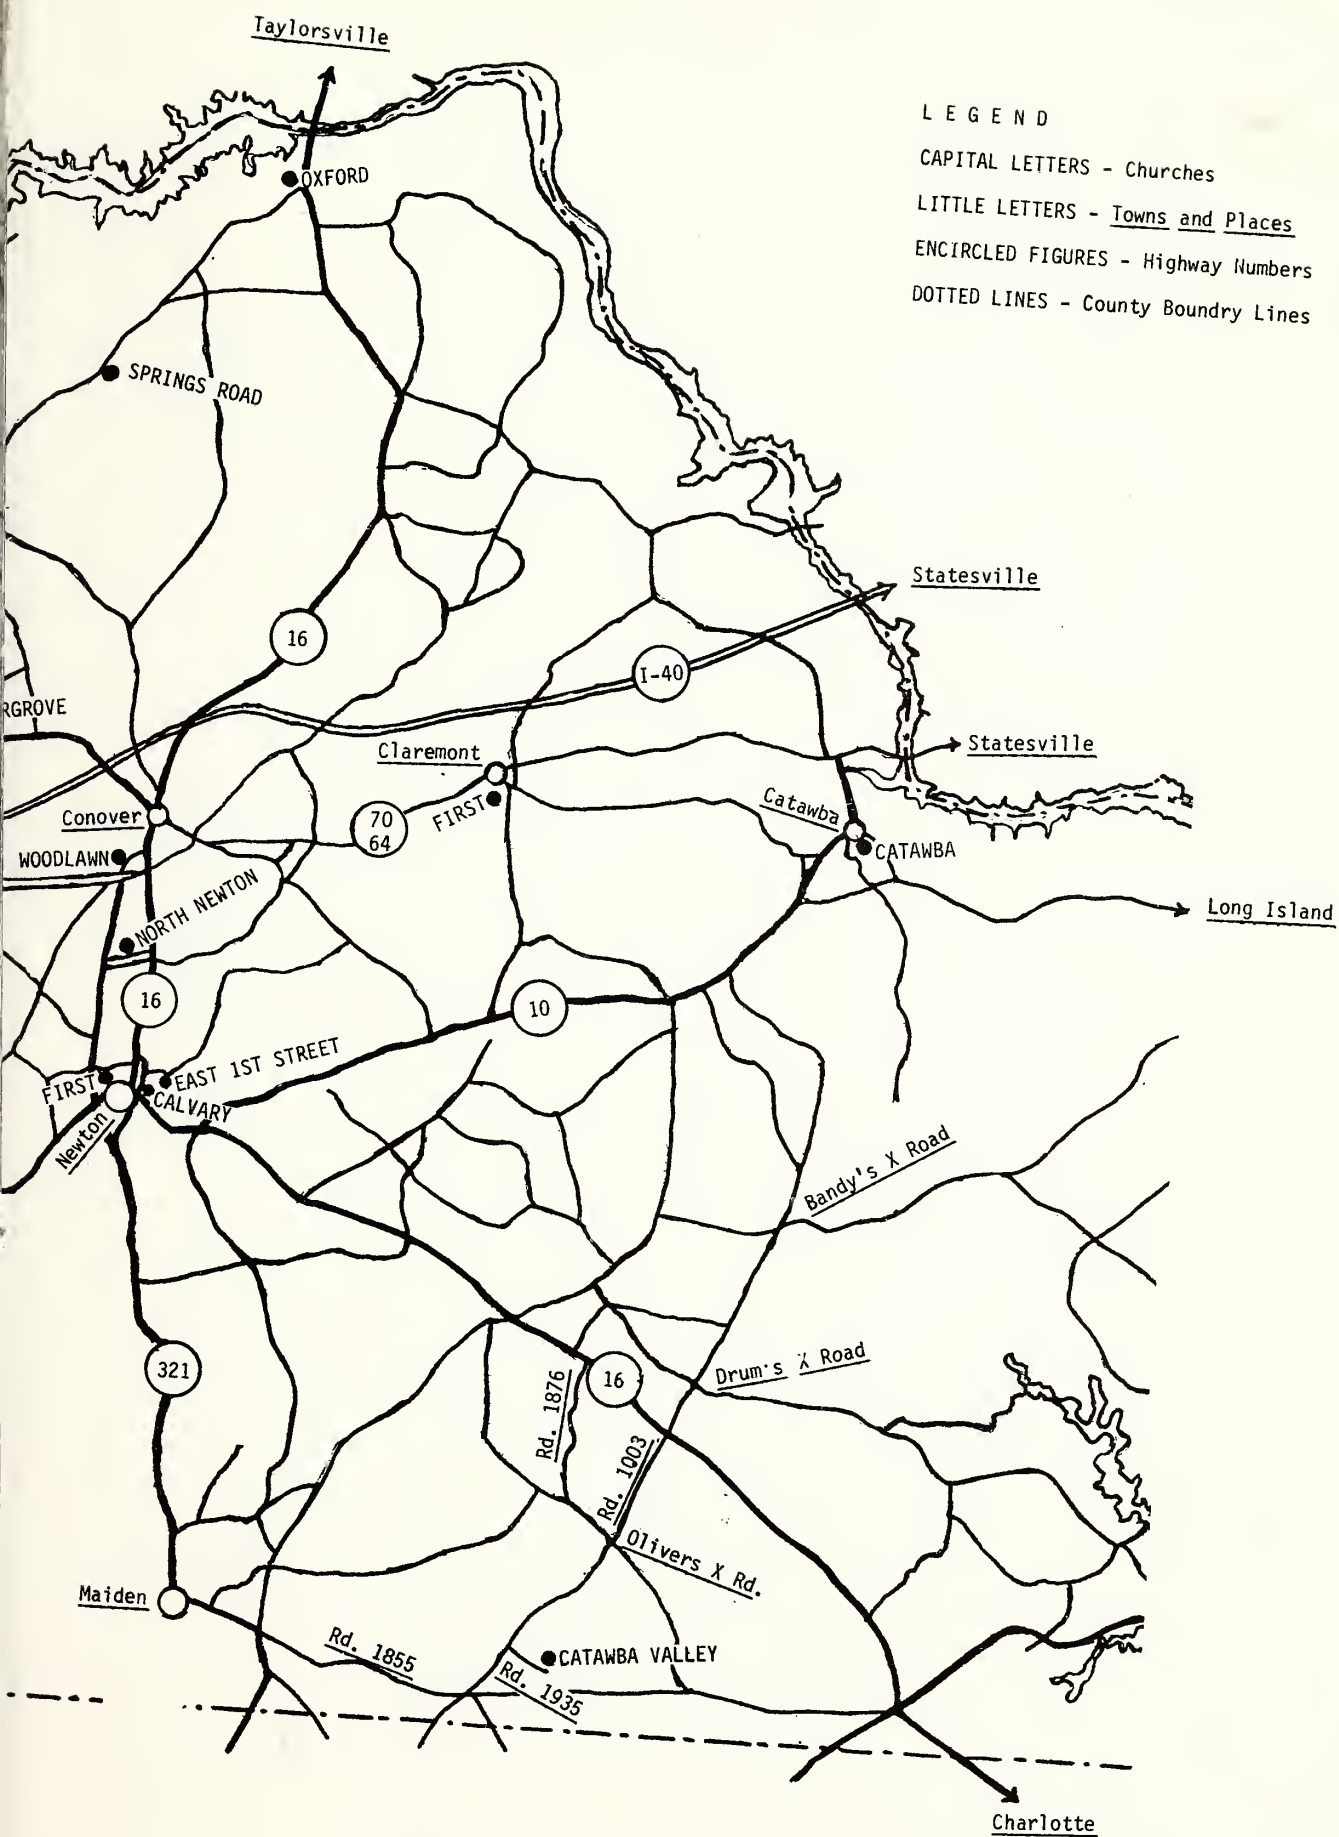 Taylorsville
L E G E N D
CAPITAL LETTERS - Churches
LITTLE LETTERS - Towns and Places
ENCIRCLED FIGURES - Highway Numbers
DOTTED LINES - County Boundry Lines
OXFORD
SPRINGS ROAD
Statesville
16
I-40
RGROVE
Claremont
Statesville
Conover
70
64
FIRST
Catawba
WOODLAWN
CATAWBA
NORTH NEWTON
Long Island
16
10
EAST 1ST STREET
FIRST
CALVARY
Newton
Bandy's X Road
321
Rd. 1876
16
Drum's X Road
Rd. 1003
Olivers X Rd.
Maiden
Rd. 1855
CATAWBA VALLEY
Rd. 1935
Charlotte